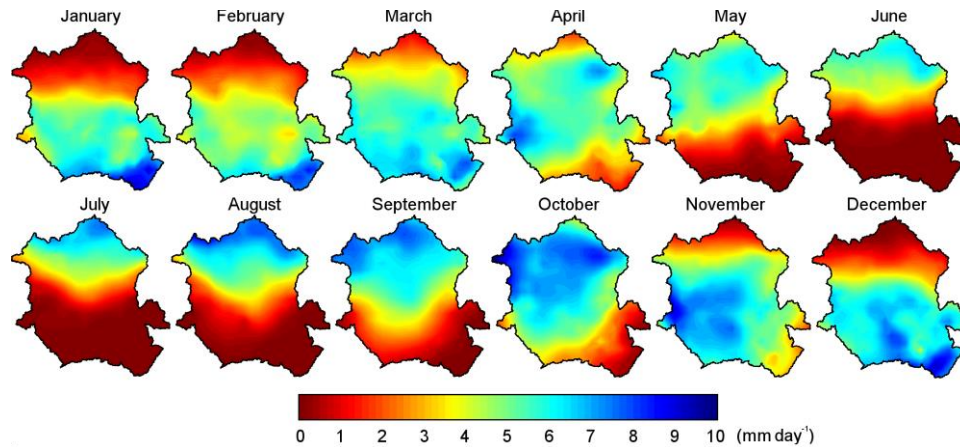 January February March April May June
July August September October November December
0 1 2 3 4 5 6 7 8 9 10 (mm day⁻¹)